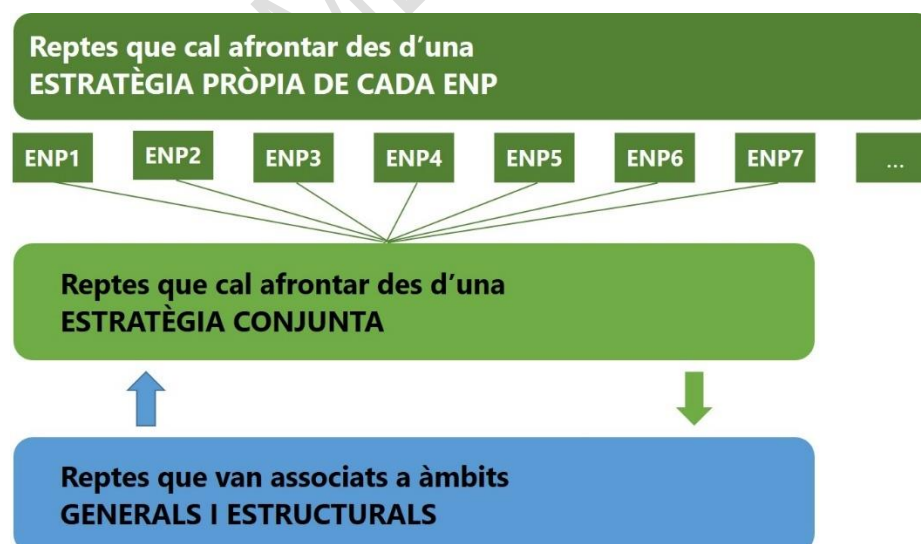 Reptes que cal afrontar des d’una
ESTRATÈGIA PRÒPIA DE CADA ENP
ENP1 ENP2 ENP3 ENP4 ENP5 ENP6 ENP7 ...
Reptes que cal afrontar des d’una
ESTRATÈGIA CONJUNTA
Reptes que van associats a àmbits
GENERALS I ESTRUCTURALS